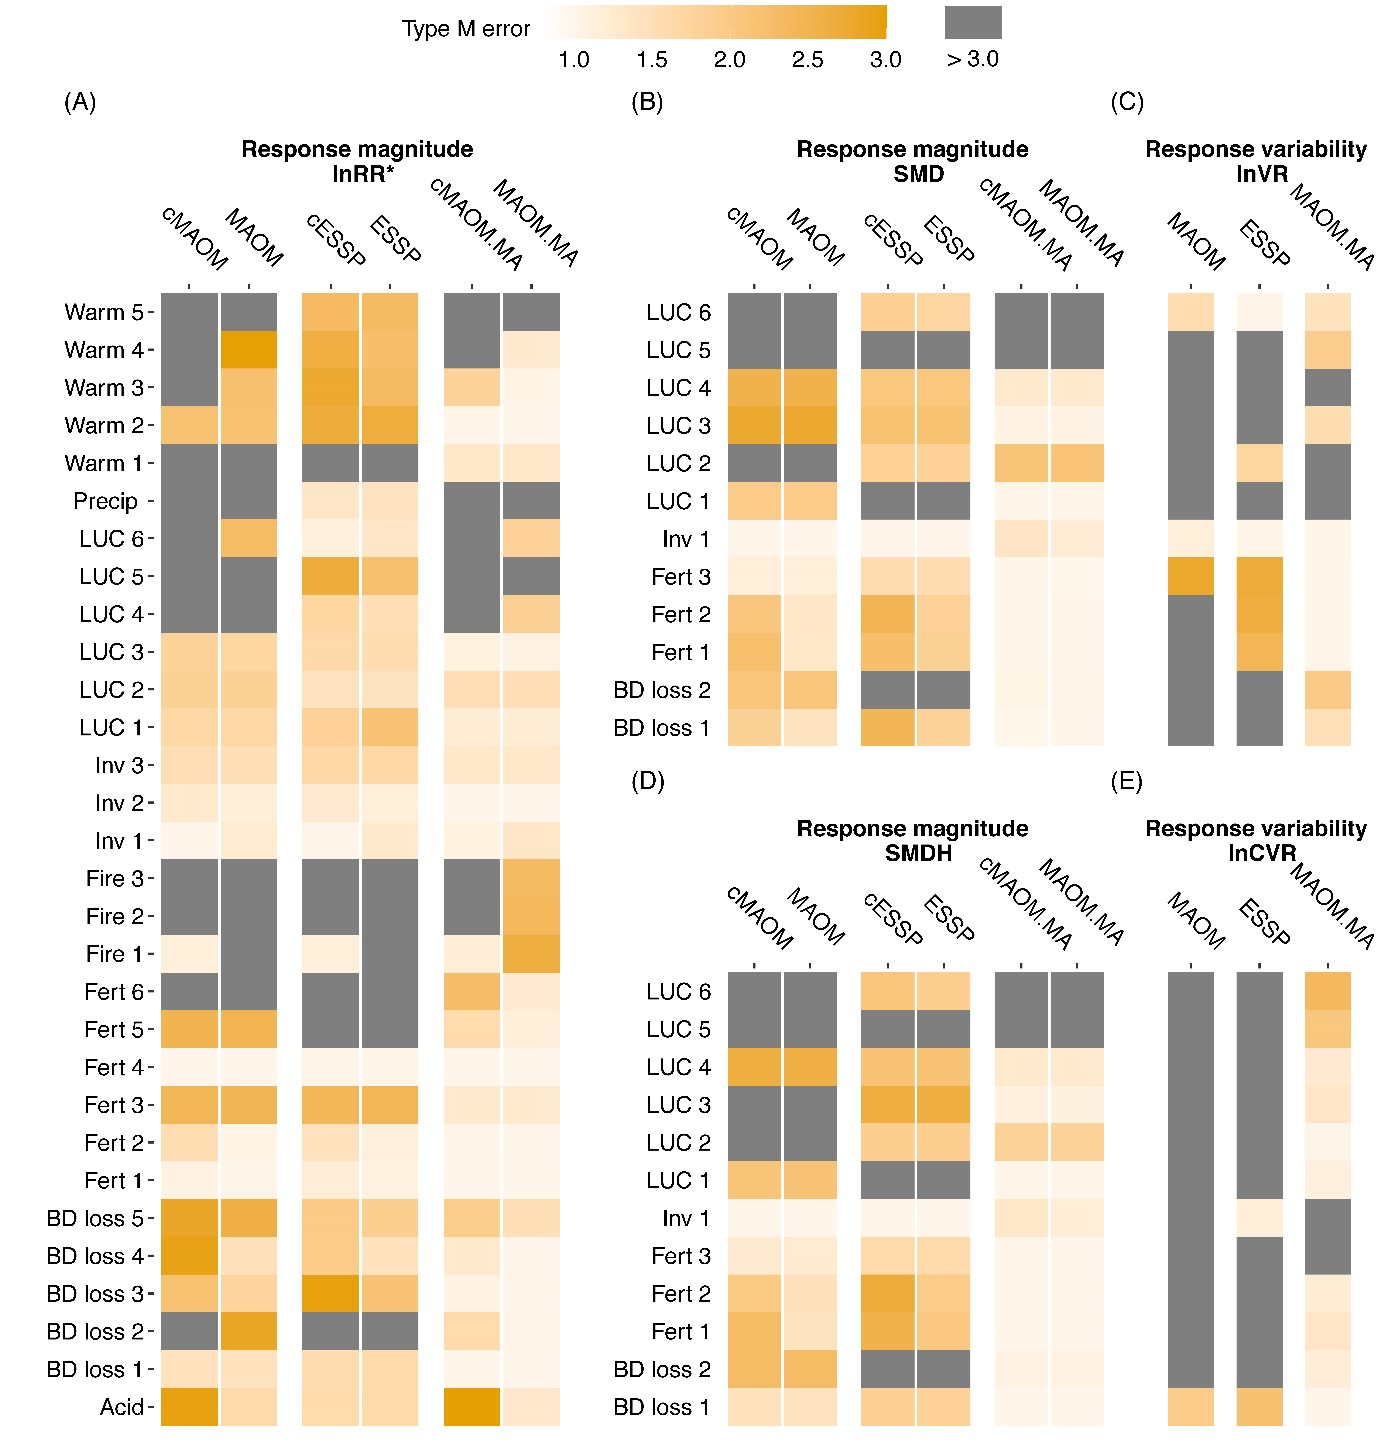 Type M error
1.0 1.5 2.0 2.5 3.0 > 3.0
(A)
Response magnitude
lnRR*
cMAOM MAOM cESSP ESSP cMAOM.MA MAOM.MA
Warm 5
Warm 4
Warm 3
Warm 2
Warm 1
Precip
LUC 6
LUC 5
LUC 4
LUC 3
LUC 2
LUC 1
Inv 3
Inv 2
Inv 1
Fire 3
Fire 2
Fire 1
Fert 6
Fert 5
Fert 4
Fert 3
Fert 2
Fert 1
BD loss 5
BD loss 4
BD loss 3
BD loss 2
BD loss 1
Acid
(B)
Response magnitude
SMD
cMAOM MAOM cESSP ESSP cMAOM.MA MAOM.MA
LUC 6
LUC 5
LUC 4
LUC 3
LUC 2
LUC 1
Inv 1
Fert 3
Fert 2
Fert 1
BD loss 2
BD loss 1
(C)
Response variability
lnVR
MAOM ESSP MAOM.MA
(D)
Response magnitude
SMDH
cMAOM MAOM cESSP ESSP cMAOM.MA MAOM.MA
LUC 6
LUC 5
LUC 4
LUC 3
LUC 2
LUC 1
Inv 1
Fert 3
Fert 2
Fert 1
BD loss 2
BD loss 1
(E)
Response variability
lnCVR
MAOM ESSP MAOM.MA